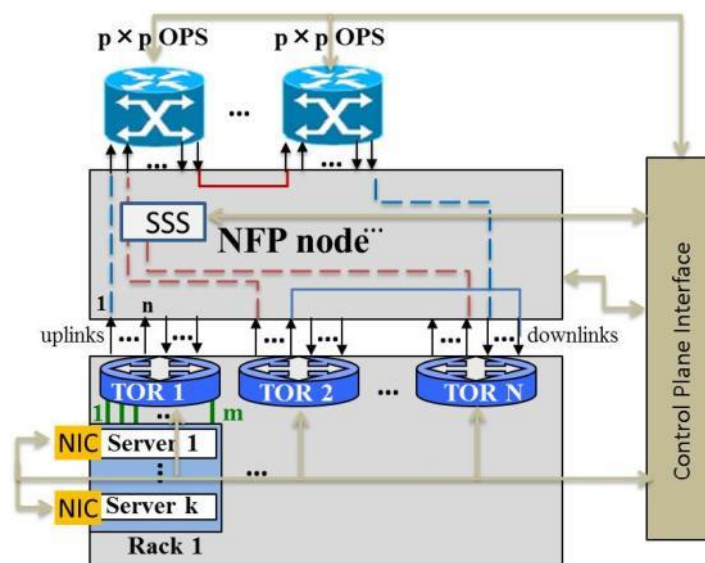 p × p OPS
p × p OPS
...
...
...
SSS
...
NFP node
1
n
uplinks
...
...
...
...
...
...
downlinks
TOR 1
TOR 2
...
TOR N
1
...
m
NIC
Server 1
...
...
NIC
Server k
Rack 1
Control Plane Interface